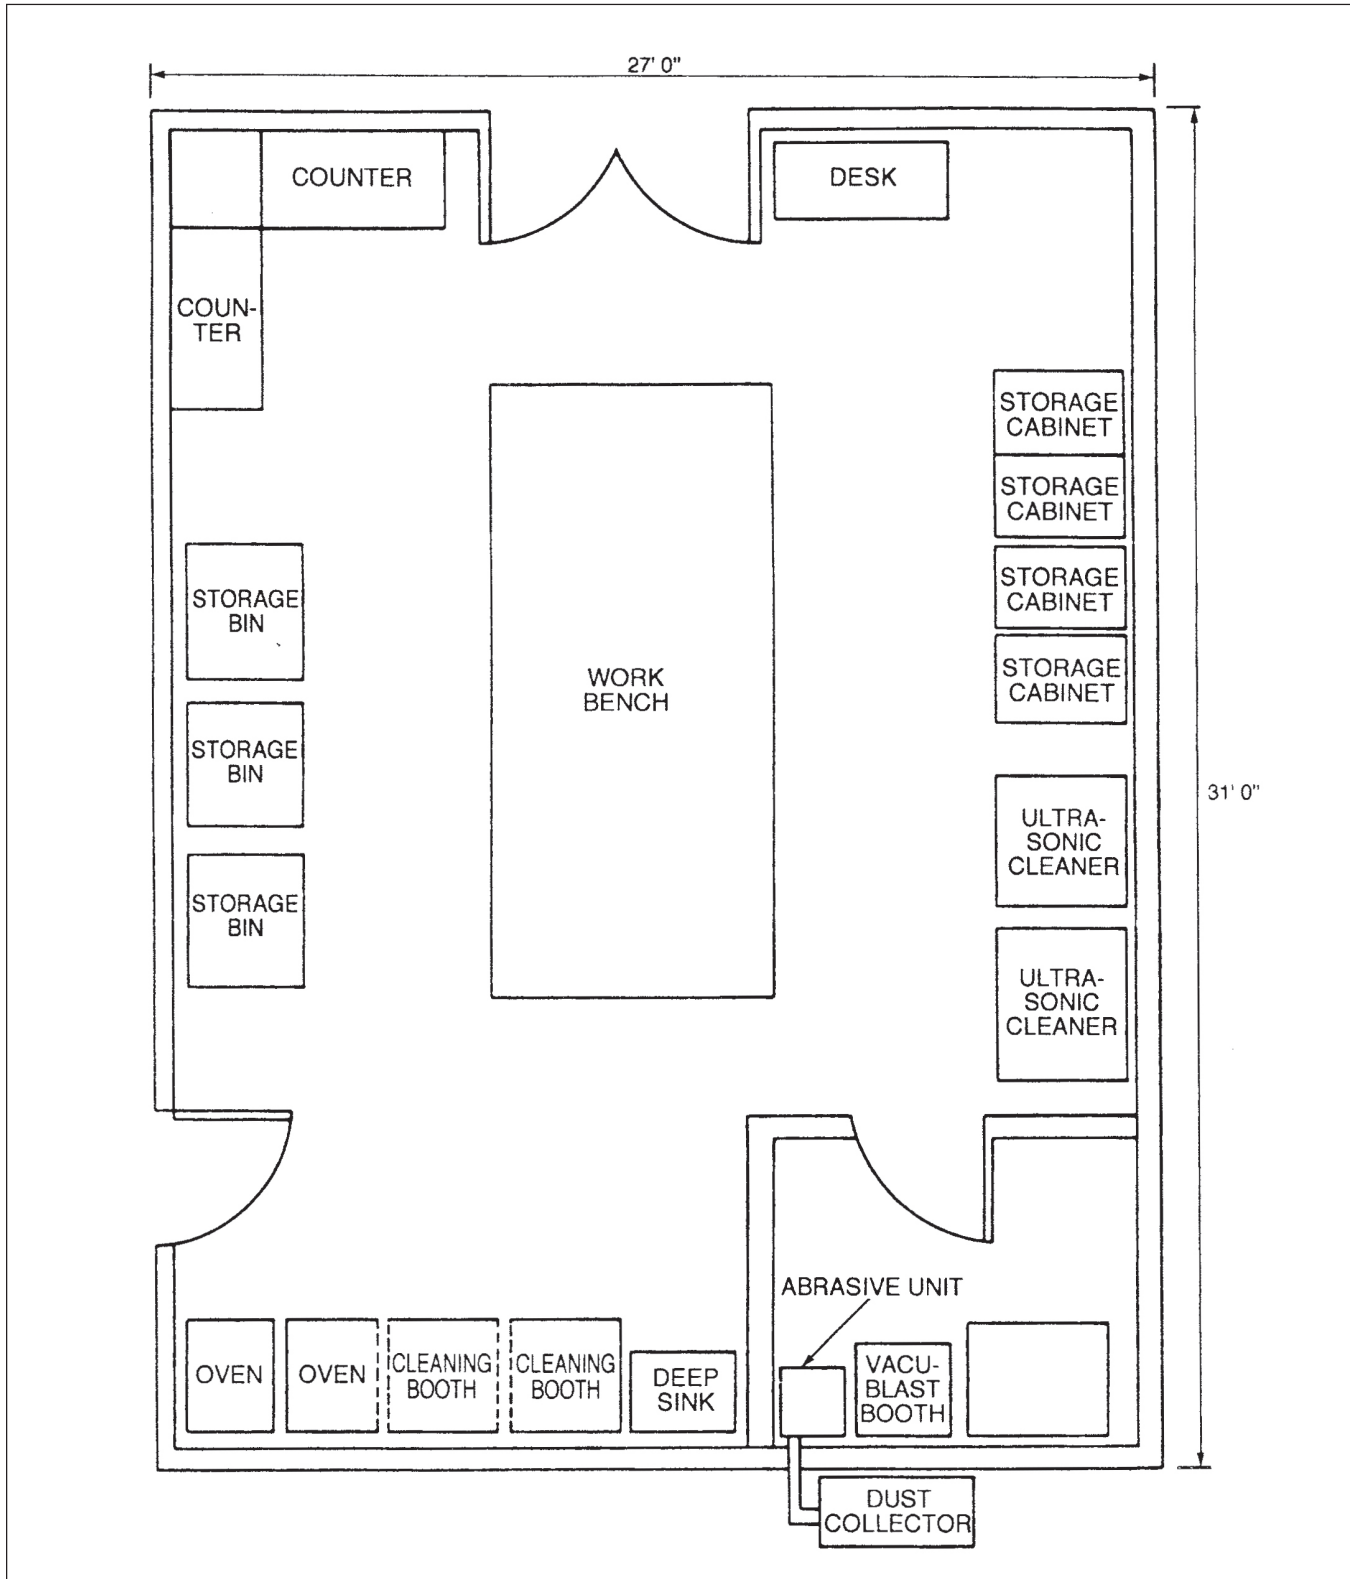 27' 0"
COUNTER
DESK
COUN-
TER
STORAGE
CABINET
STORAGE
CABINET
STORAGE
CABINET
STORAGE
CABINET
STORAGE
BIN
WORK
BENCH
STORAGE
BIN
31' 0"
ULTRA-
SONIC
CLEANER
STORAGE
BIN
ULTRA-
SONIC
CLEANER
ABRASIVE UNIT
OVEN
OVEN
CLEANING
BOOTH
CLEANING
BOOTH
DEEP
SINK
VACU-
BLAST
BOOTH
DUST
COLLECTOR